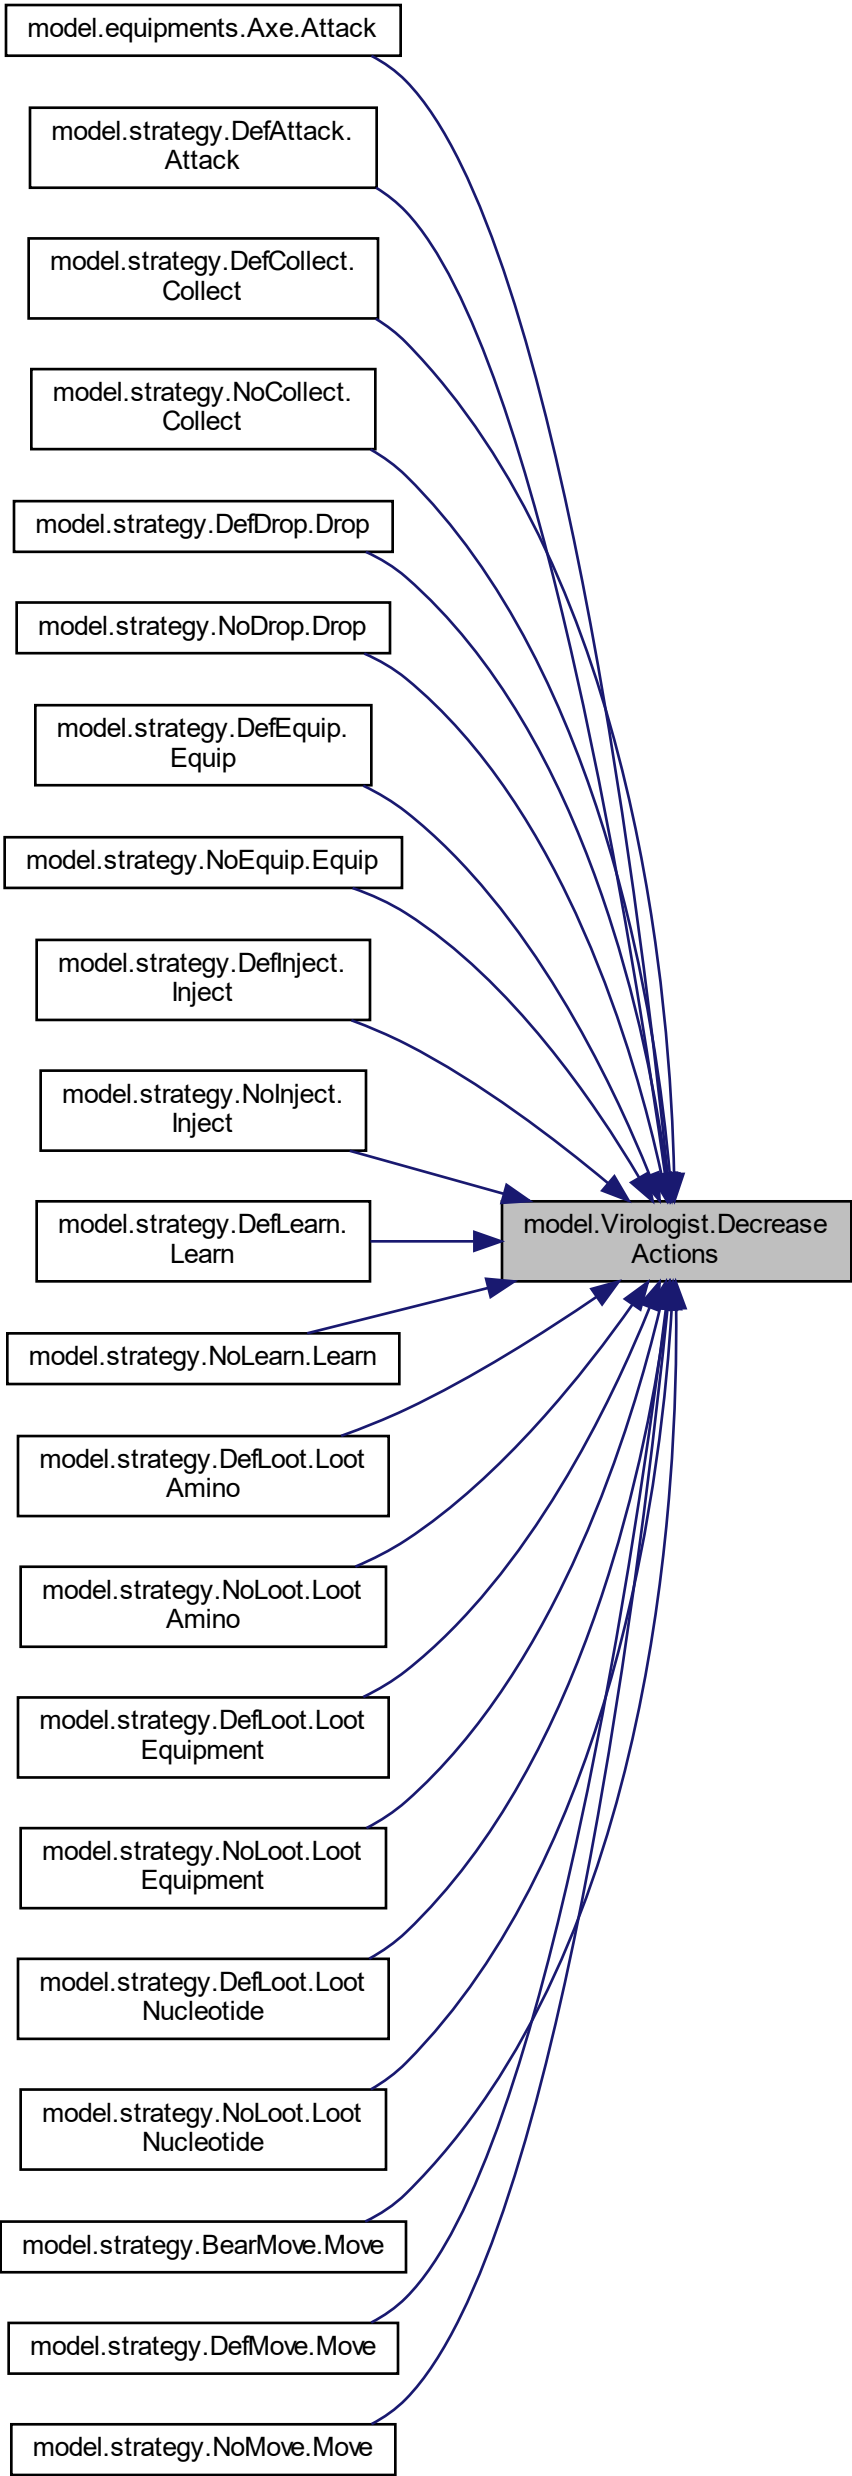 model.equipments.Axe.Attack
model.strategy.DefAttack.
Attack
model.strategy.DefCollect.
Collect
model.strategy.NoCollect.
Collect
model.strategy.DefDrop.Drop
model.strategy.NoDrop.Drop
model.strategy.DefEquip.
Equip
model.strategy.NoEquip.Equip
model.strategy.DefInject.
Inject
model.strategy.NoInject.
Inject
model.Virologist.Decrease
Actions
model.strategy.DefLearn.
Learn
model.strategy.NoLearn.Learn
model.strategy.DefLoot.Loot
Amino
model.strategy.NoLoot.Loot
Amino
model.strategy.DefLoot.Loot
Equipment
model.strategy.NoLoot.Loot
Equipment
model.strategy.DefLoot.Loot
Nucleotide
model.strategy.NoLoot.Loot
Nucleotide
model.strategy.BearMove.Move
model.strategy.DefMove.Move
model.strategy.NoMove.Move